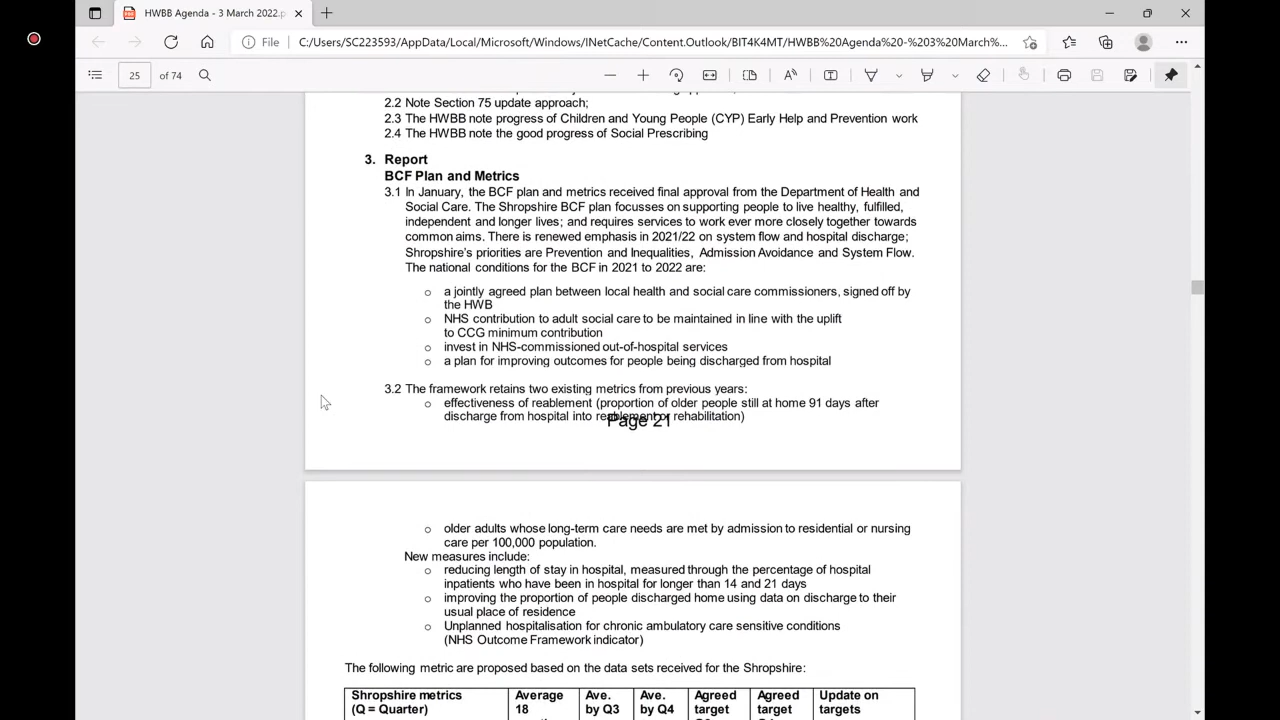 HWBB Agenda - 3 March 2022.p
File
C:/Users/SC223593/AppData/Local/Microsoft/Windows/INetCache/Content.Outlook/BIT4K4MT/HWBB%20Agenda%20-%203%20March%20%20...
25 of 74
2.2 Note Section 75 update approach;
2.3 The HWBB note progress of Children and Young People (CYP) Early Help and Prevention work
2.4 The HWBB note the good progress of Social Prescribing
3. Report
BCF Plan and Metrics
3.1 In January, the BCF plan and metrics received final approval from the Department of Health and
Social Care. The Shropshire BCF plan focusses on supporting people to live healthy, fulfilled,
independent and longer lives; and requires services to work ever more closely together towards
common aims. There is renewed emphasis in 2021/22 on system flow and hospital discharge;
Shropshire's priorities are Prevention and Inequalities, Admission Avoidance and System Flow.
The national conditions for the BCF in 2021 to 2022 are:
o a jointly agreed plan between local health and social care commissioners, signed off by
the HWB
o NHS contribution to adult social care to be maintained in line with the uplift
to CCG minimum contribution
o invest in NHS-commissioned out-of-hospital services
o a plan for improving outcomes for people being discharged from hospital
3.2 The framework retains two existing metrics from previous years:
o effectiveness of reablement (proportion of older people still at home 91 days after
discharge from hospital into reablement or rehabilitation)
Page 21
o older adults whose long-term care needs are met by admission to residential or nursing
care per 100,000 population.
New measures include:
o reducing length of stay in hospital, measured through the percentage of hospital
inpatients who have been in hospital for longer than 14 and 21 days
o improving the proportion of people discharged home using data on discharge to their
usual place of residence
o Unplanned hospitalisation for chronic ambulatory care sensitive conditions
(NHS Outcome Framework indicator)
The following metric are proposed based on the data sets received for the Shropshire:
Shropshire metrics Average Ave. Ave. Agreed Agreed Update on
(Q = Quarter) 18 by Q3 by Q4 target target targets